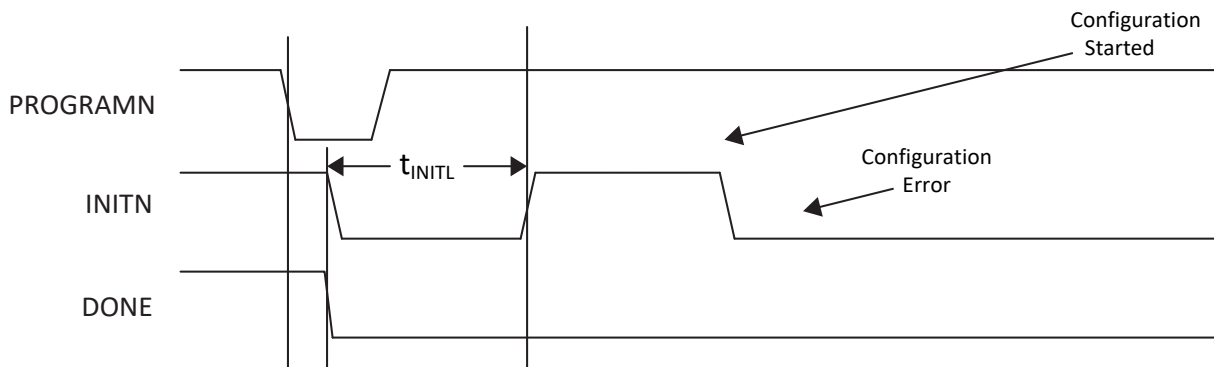 Configuration
Started
PROGRAMN
tINITL
Configuration
Error
INITN
DONE